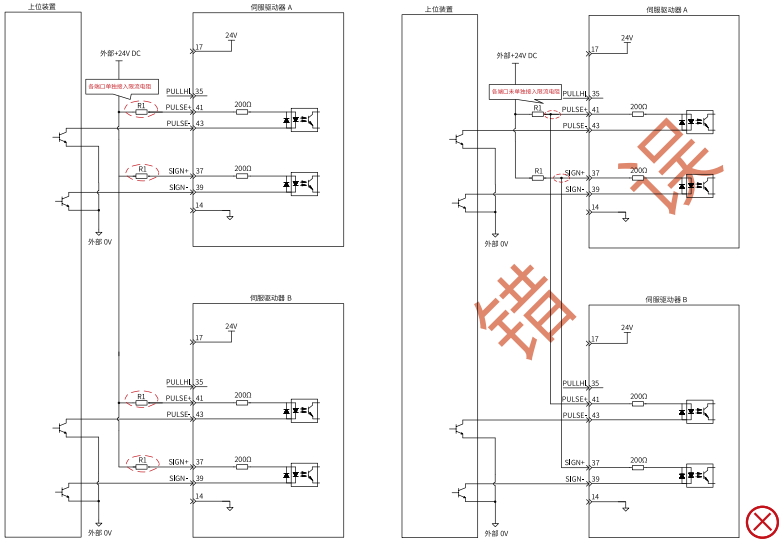 上位装置
伺服驱动器 A
24V
17
外部+24V DC
各端口单独接入限流电阻
PULLHI 35
R1
PULSE+ 41
200Ω
PULSE- 43
R1
SIGN+ 37
200Ω
SIGN- 39
14
外部 0V
伺服驱动器 B
24V
17
PULLHI 35
R1
PULSE+ 41
200Ω
PULSE- 43
R1
SIGN+ 37
200Ω
SIGN- 39
14
外部 0V
上位装置
伺服驱动器 A
24V
17
外部+24V DC
各端口未单独接入限流电阻
PULLHI 35
R1
PULSE+ 41
200Ω
PULSE- 43
R1
SIGN+ 37
200Ω
SIGN- 39
14
外部 0V
错误
伺服驱动器 B
24V
17
PULLHI 35
PULSE+ 41
200Ω
PULSE- 43
SIGN+ 37
200Ω
SIGN- 39
14
外部 0V